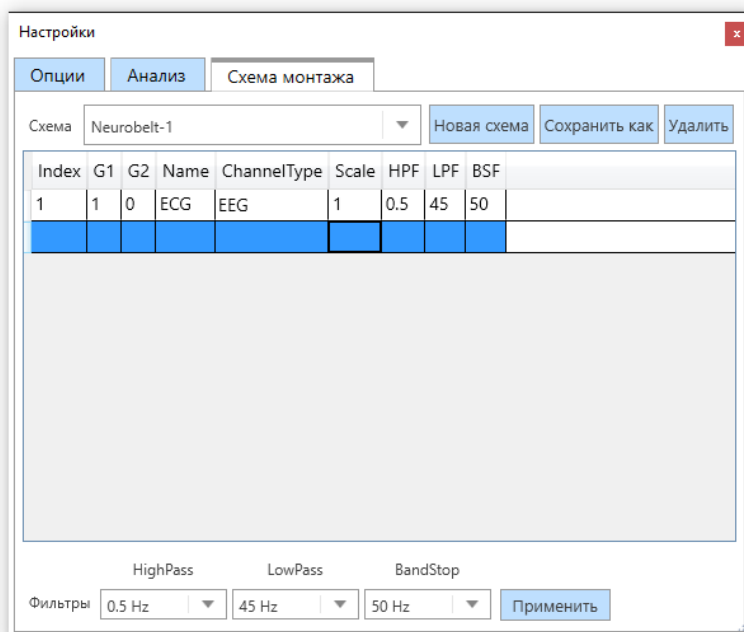 Настройки
x
Опции Анализ Схема монтажа
Схема Neurobelt-1 Новая схема Сохранить как Удалить
Index G1 G2 Name ChannelType Scale HPF LPF BSF
1 1 0 ECG EEG 1 0.5 45 50
HighPass LowPass BandStop
Фильтры 0.5 Hz 45 Hz 50 Hz Применить